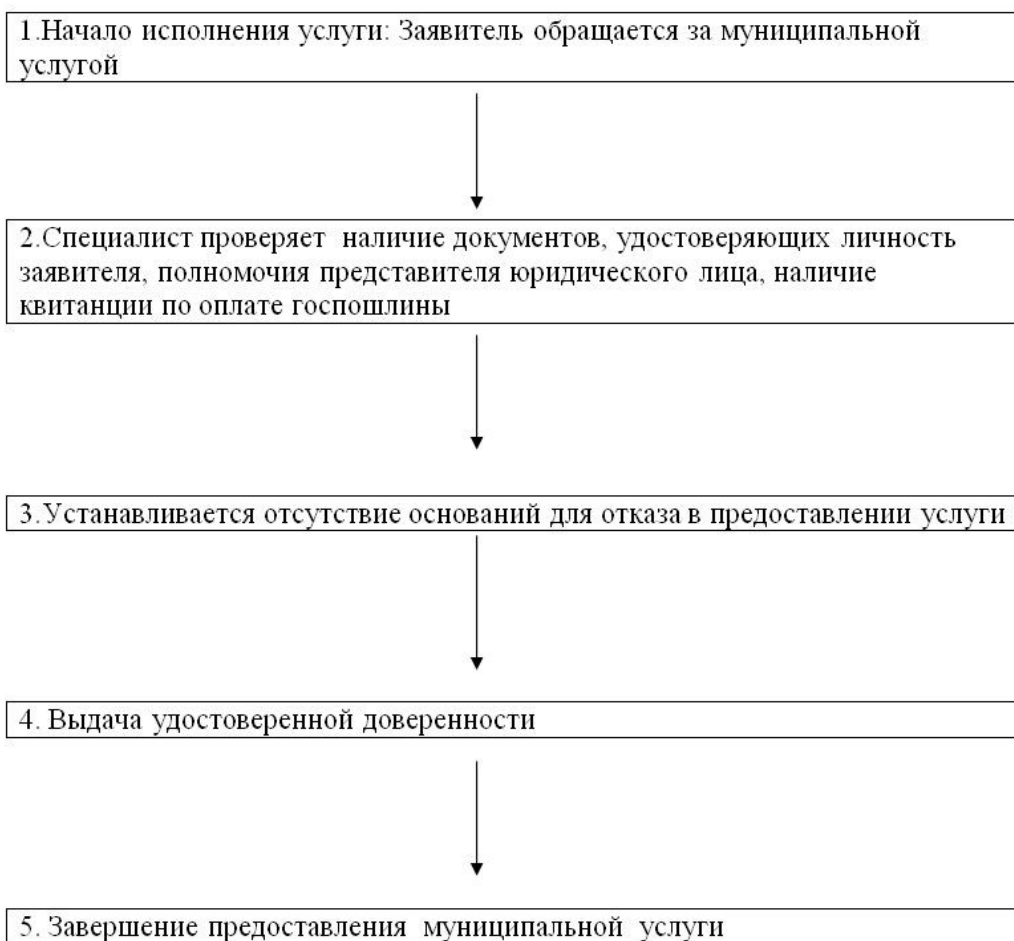 1.Начало исполнения услуги: Заявитель обращается за муниципальной
услугой
2.Специалист проверяет наличие документов, удостоверяющих личность
заявителя, полномочия представителя юридического лица, наличие
квитанции по оплате госпошлины
3.Устанавливается отсутствие оснований для отказа в предоставлении услуги
4. Выдача удостоверенной доверенности
5. Завершение предоставления муниципальной услуги